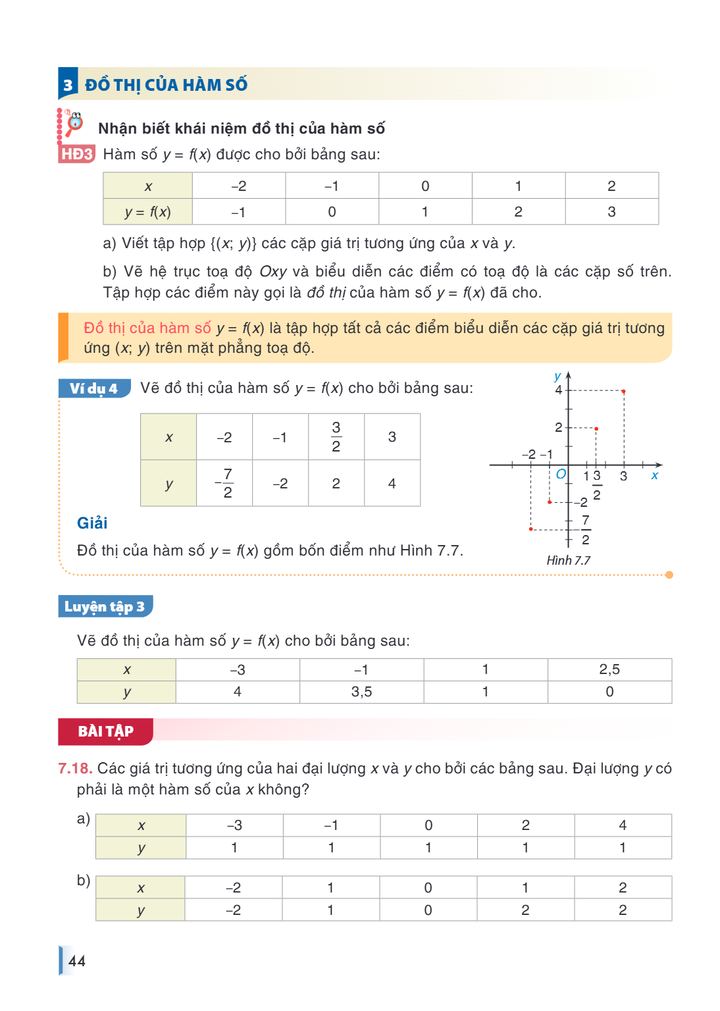 3 ĐỒ THỊ CỦA HÀM SỐ
Nhận biết khái niệm đồ thị của hàm số
HĐ3 Hàm số y = f(x) được cho bởi bảng sau:
x –2 –1 0 1 2
y = f(x) –1 0 1 2 3
a) Viết tập hợp {(x; y)} các cặp giá trị tương ứng của x và y.
b) Vẽ hệ trục toạ độ Oxy và biểu diễn các điểm có toạ độ là các cặp số trên.
Tập hợp các điểm này gọi là đồ thị của hàm số y = f(x) đã cho.
Đồ thị của hàm số y = f(x) là tập hợp tất cả các điểm biểu diễn các cặp giá trị tương
ứng (x; y) trên mặt phẳng toạ độ.
Ví dụ 4 Vẽ đồ thị của hàm số y = f(x) cho bởi bảng sau:
x –2 –1 3/2 3
y –7/2 –2 2 4
Giải
Đồ thị của hàm số y = f(x) gồm bốn điểm như Hình 7.7.
y
4
2
–2 –1
O 1 3/2 3 x
–2
–7/2
Hình 7.7
Luyện tập 3
Vẽ đồ thị của hàm số y = f(x) cho bởi bảng sau:
x –3 –1 1 2,5
y 4 3,5 1 0
BÀI TẬP
7.18. Các giá trị tương ứng của hai đại lượng x và y cho bởi các bảng sau. Đại lượng y có
phải là một hàm số của x không?
a)
x –3 –1 0 2 4
y 1 1 1 1 1
b)
x –2 1 0 1 2
y –2 1 0 2 2
44